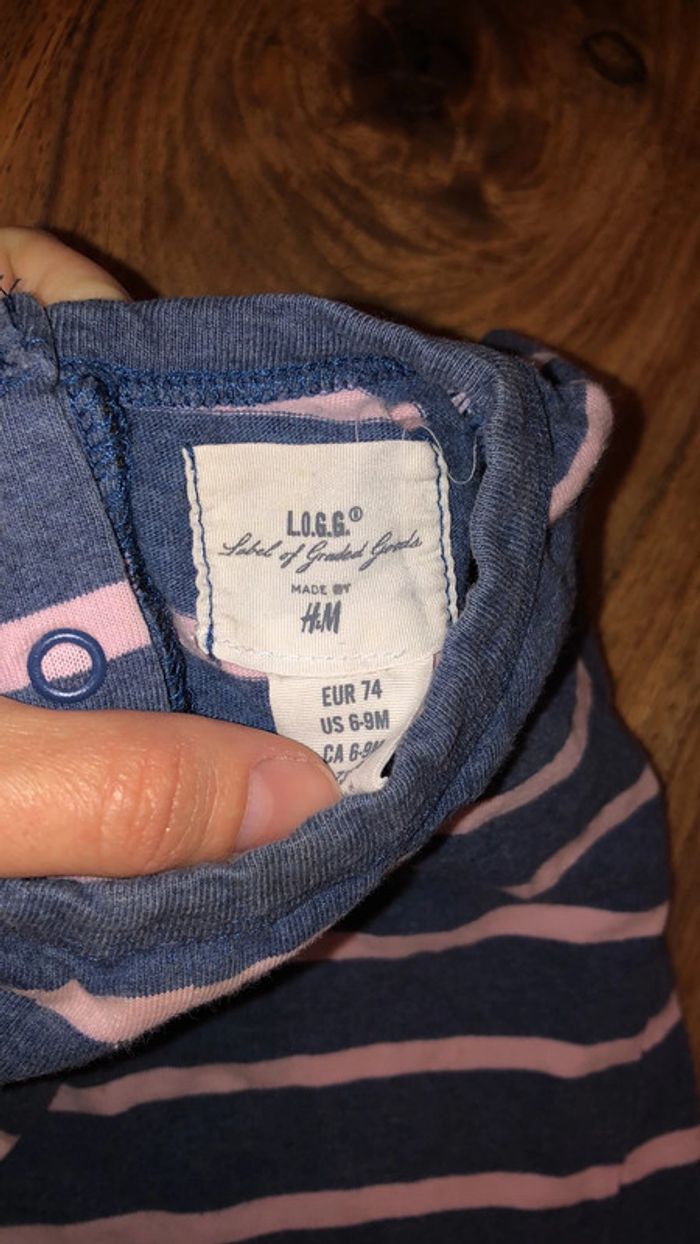 L.O.G.G.®
Label of Graded Goods
MADE BY
H&M
EUR 74
US 6-9M
CA 6-9M